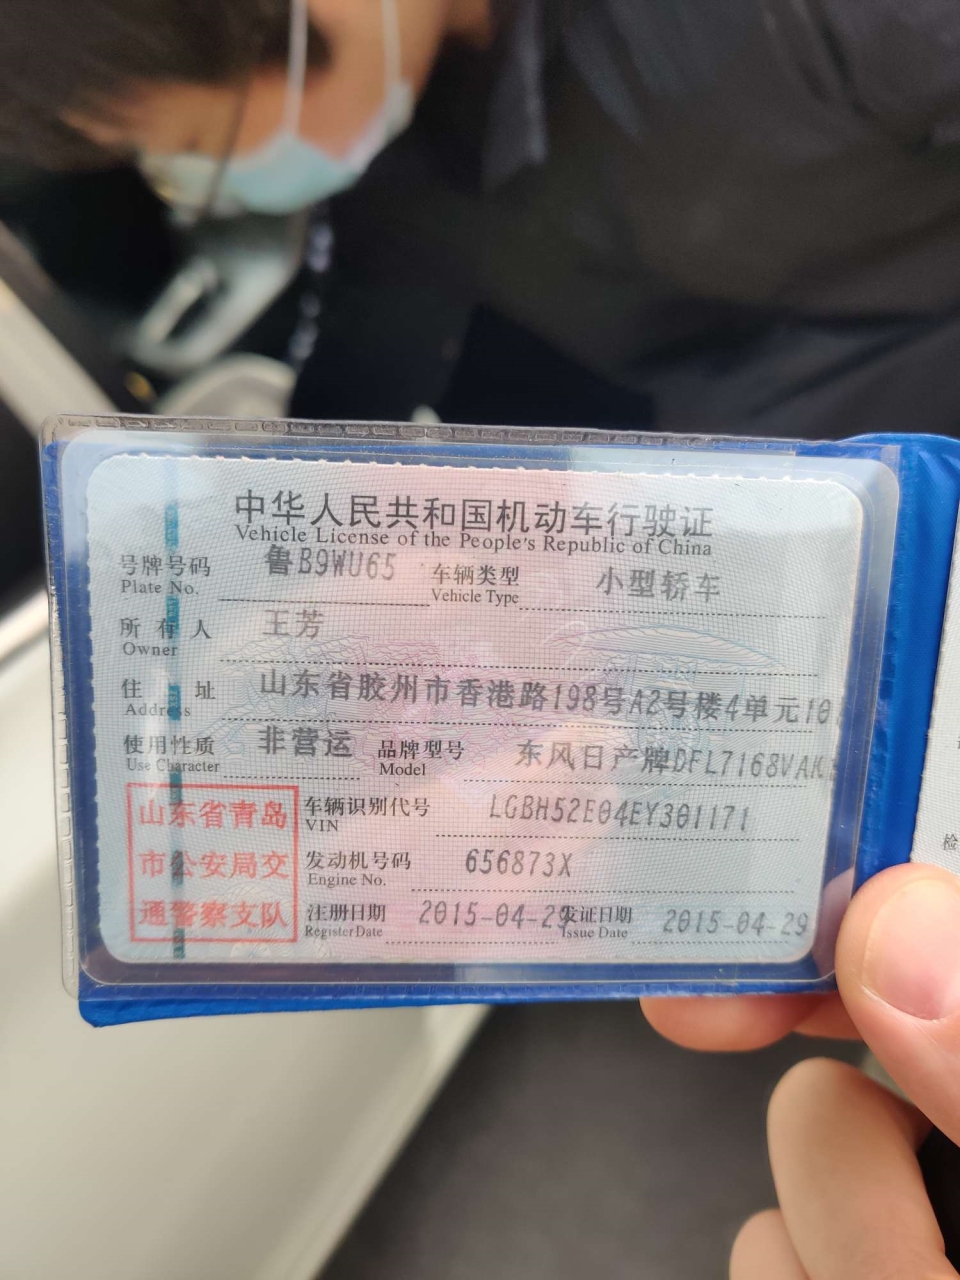 中华人民共和国机动车行驶证
Vehicle License of the People's Republic of China
号牌号码 鲁B9WU65 车辆类型 小型轿车
Plate No. Vehicle Type
所有人 王芳
Owner
住址 山东省胶州市香港路198号A2号楼4单元10
Address
使用性质 非营运 品牌型号 东风日产牌DFL7168VAK
Use Character Model
山东省青岛
市公安局交
通警察支队
车辆识别代号 LGBH52E04EY301171
VIN
发动机号码 656873X
Engine No.
注册日期 2015-04-29 发证日期 2015-04-29
Register Date Issue Date
检